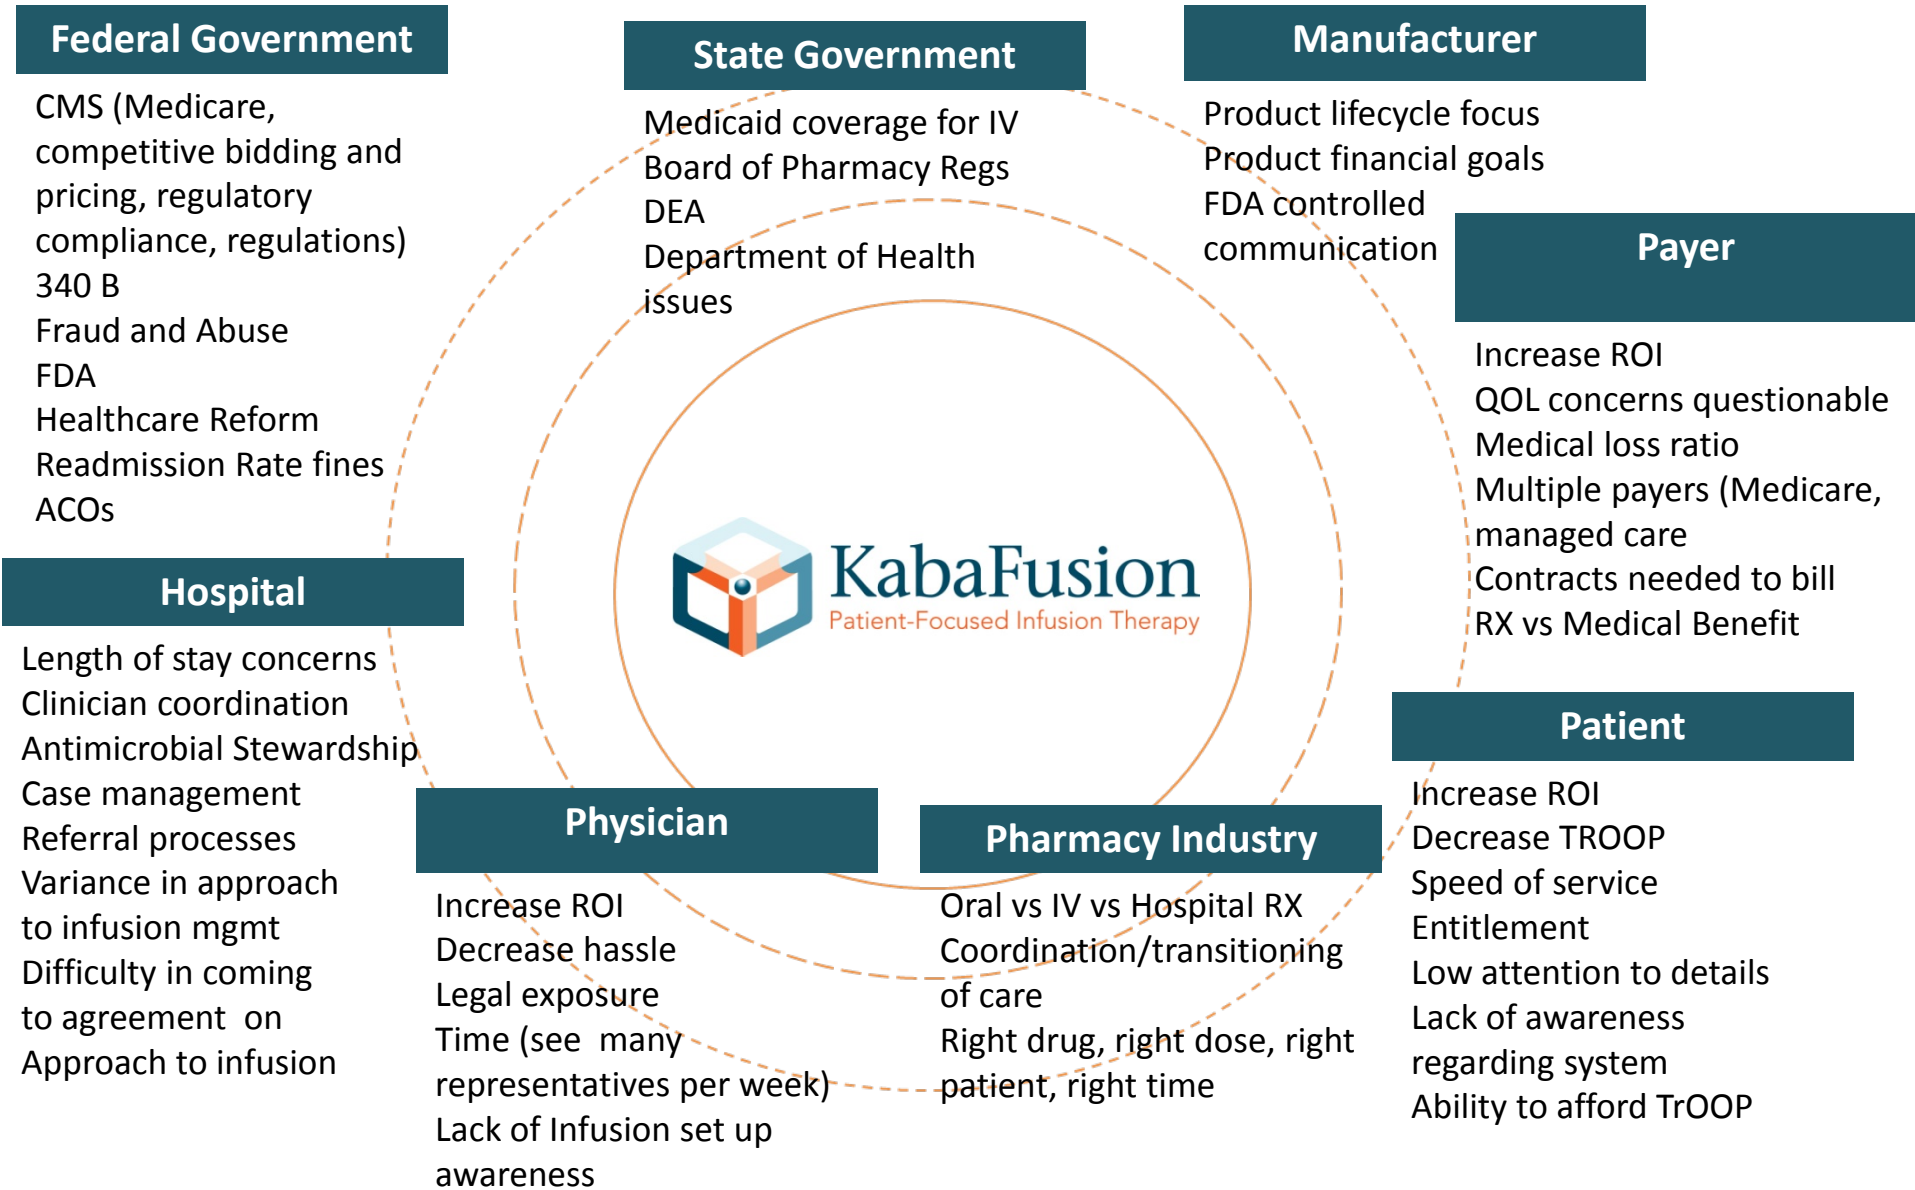 Federal Government
CMS (Medicare,
competitive bidding and
pricing, regulatory
compliance, regulations)
340 B
Fraud and Abuse
FDA
Healthcare Reform
Readmission Rate fines
ACOs
State Government
Medicaid coverage for IV
Board of Pharmacy Regs
DEA
Department of Health
issues
Manufacturer
Product lifecycle focus
Product financial goals
FDA controlled
communication
Payer
Increase ROI
QOL concerns questionable
Medical loss ratio
Multiple payers (Medicare,
managed care
Contracts needed to bill
RX vs Medical Benefit
KabaFusion
Patient-Focused Infusion Therapy
Hospital
Length of stay concerns
Clinician coordination
Antimicrobial Stewardship
Case management
Referral processes
Variance in approach
to infusion mgmt
Difficulty in coming
to agreement  on
Approach to infusion
Physician
Increase ROI
Decrease hassle
Legal exposure
Time (see  many
representatives per week)
Lack of Infusion set up
awareness
Pharmacy Industry
Oral vs IV vs Hospital RX
Coordination/transitioning
of care
Right drug, right dose, right
patient, right time
Patient
Increase ROI
Decrease TROOP
Speed of service
Entitlement
Low attention to details
Lack of awareness
regarding system
Ability to afford TrOOP